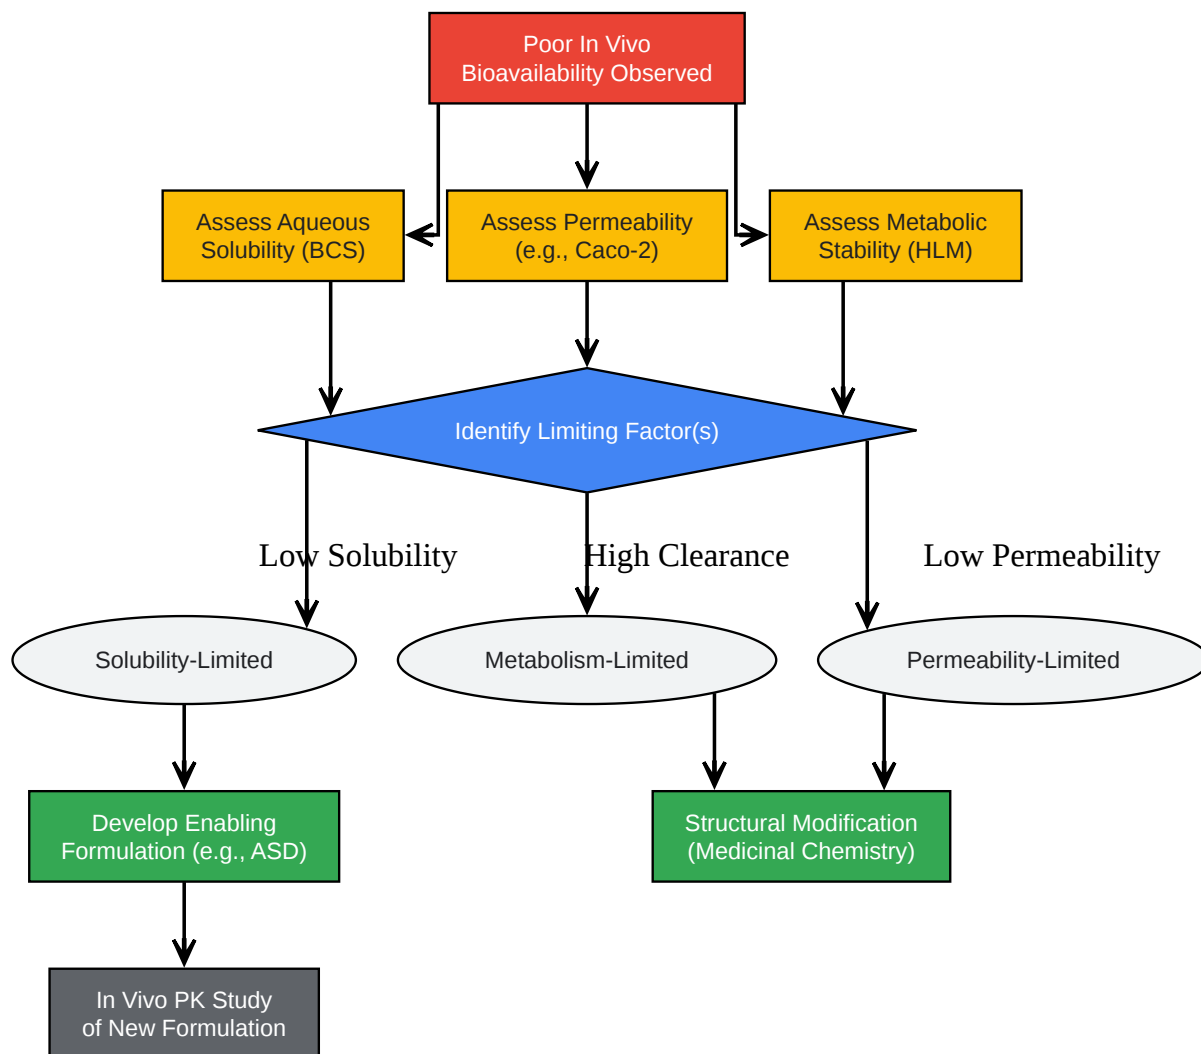 Poor In Vivo
Bioavailability Observed
Assess Aqueous
Solubility (BCS)
Assess Permeability
(e.g., Caco-2)
Assess Metabolic
Stability (HLM)
Identify Limiting Factor(s)
Low Solubility
High Clearance
Low Permeability
Solubility-Limited
Metabolism-Limited
Permeability-Limited
Develop Enabling
Formulation (e.g., ASD)
Structural Modification
(Medicinal Chemistry)
In Vivo PK Study
of New Formulation